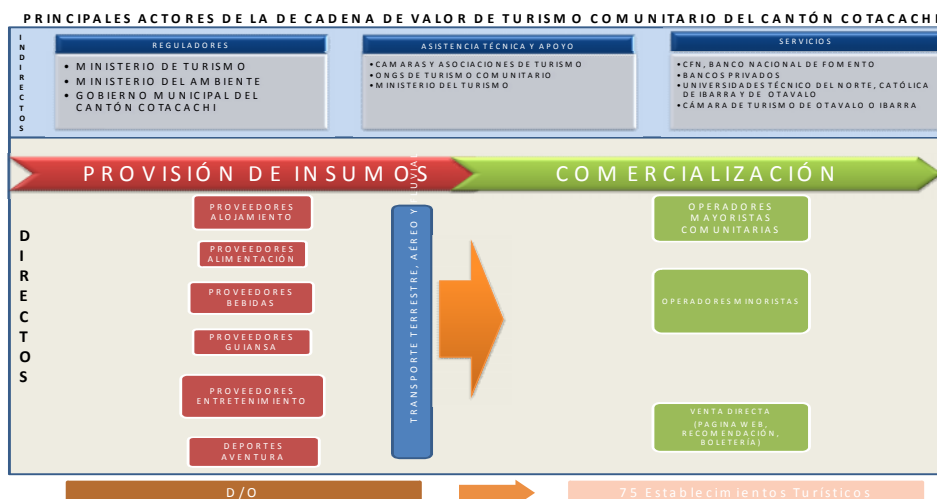 PRINCIPALES ACTORES DE LA DE CADENA DE VALOR DE TURISMO COMUNITARIO DEL CANTÓN COTACACHI
INDIRECTOS
REGULADORES
• MINISTERIO DE TURISMO
• MINISTERIO DEL AMBIENTE
• GOBIERNO MUNICIPAL DEL
CANTÓN COTACACHI
ASISTENCIA TÉCNICA Y APOYO
• CAMARAS Y ASOCIACIONES DE TURISMO
• ONGS DE TURISMO COMUNITARIO
• MINISTERIO DEL TURISMO
SERVICIOS
• CFN, BANCO NACIONAL DE FOMENTO
• BANCOS PRIVADOS
• UNIVERSIDADES TÉCNICO DEL NORTE, CATÓLICA
DE IBARRA Y DE OTAVALO
• CÁMARA DE TURISMO DE OTAVALO O IBARRA
PROVISIÓN DE INSUMOS
COMERCIALIZACIÓN
DIRECTOS
PROVEEDORES
ALOJAMIENTO
PROVEEDORES
ALIMENTACIÓN
PROVEEDORES
BEBIDAS
PROVEEDORES
GUIANSA
PROVEEDORES
ENTRETENIMIENTO
DEPORTES
AVENTURA
TRANSPORTE TERRESTRE, AÉREO Y FLUVIAL
OPERADORES
MAYORISTAS
COMUNITARIAS
OPERADORES MINORISTAS
VENTA DIRECTA
(PAGINA WEB,
RECOMENDACIÓN,
BOLETERÍA)
D/O
75 Establecimientos Turísticos